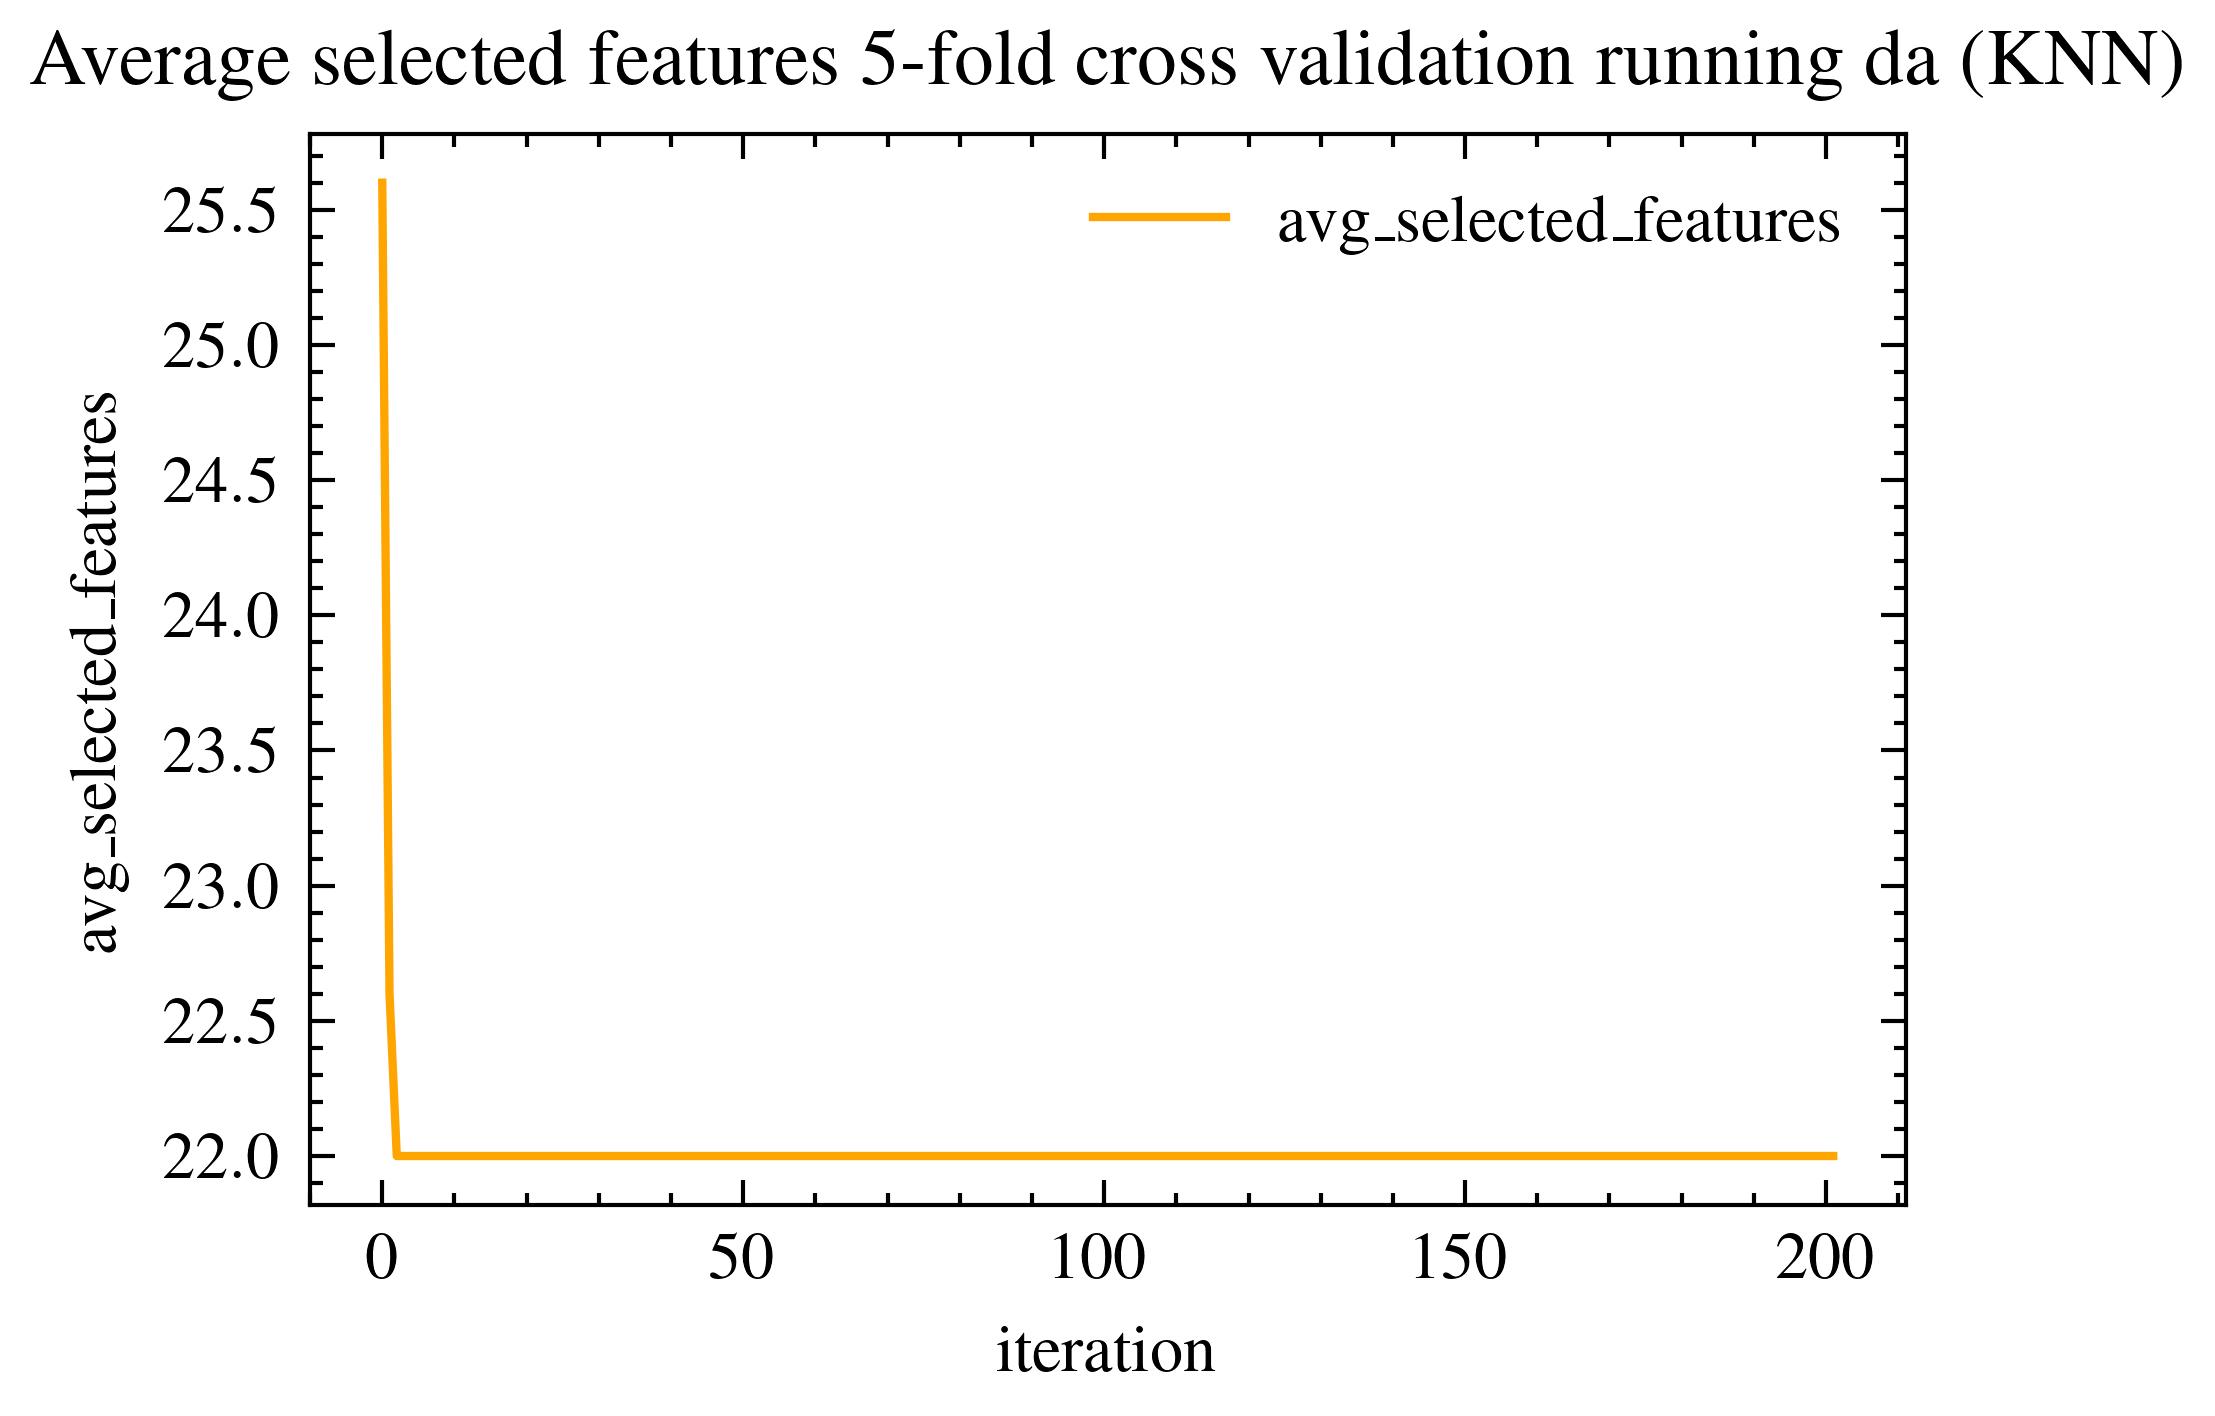 Average selected features 5-fold cross validation running da (KNN)
avg_selected_features
25.5
25.0
24.5
24.0
23.5
23.0
22.5
22.0
avg_selected_features
0 50 100 150 200
iteration